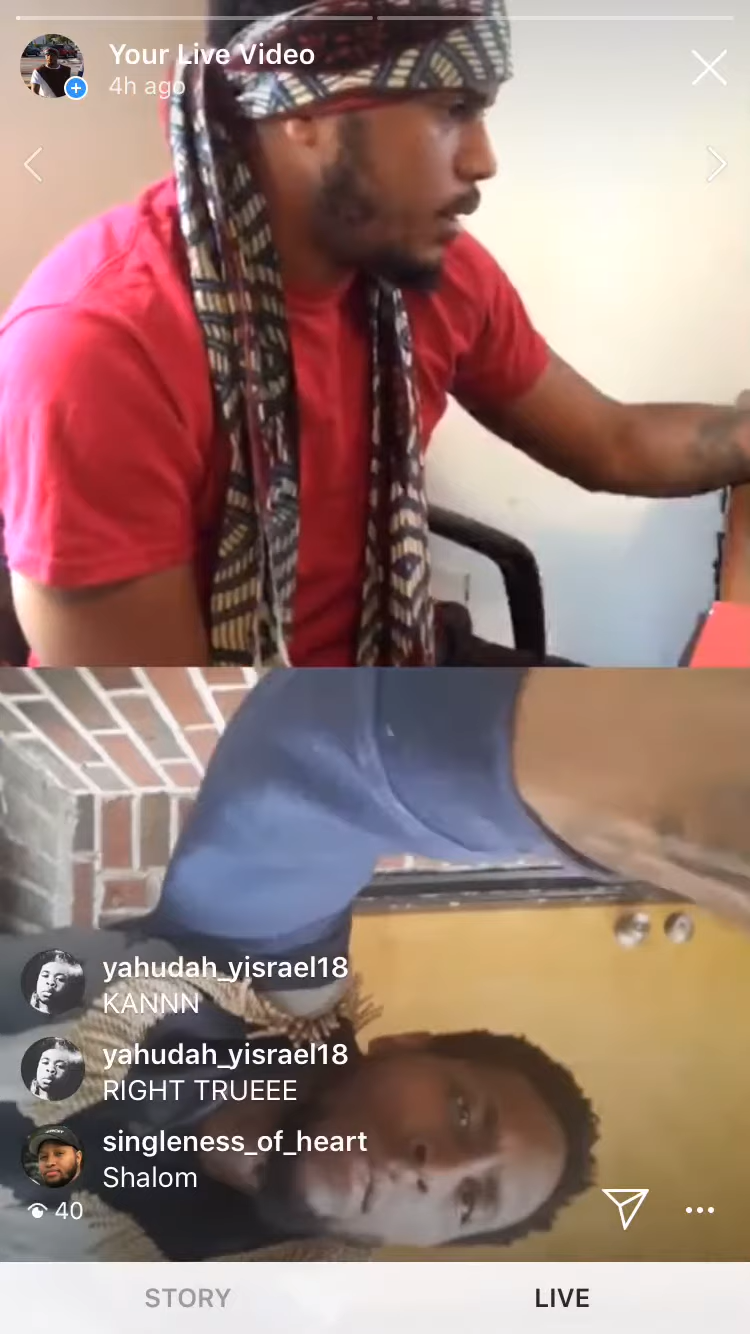 Your Live Video
4h ago
yahudah_yisrael18
KANNN
yahudah_yisrael18
RIGHT TRUEEE
singleness_of_heart
Shalom
40
STORY
LIVE